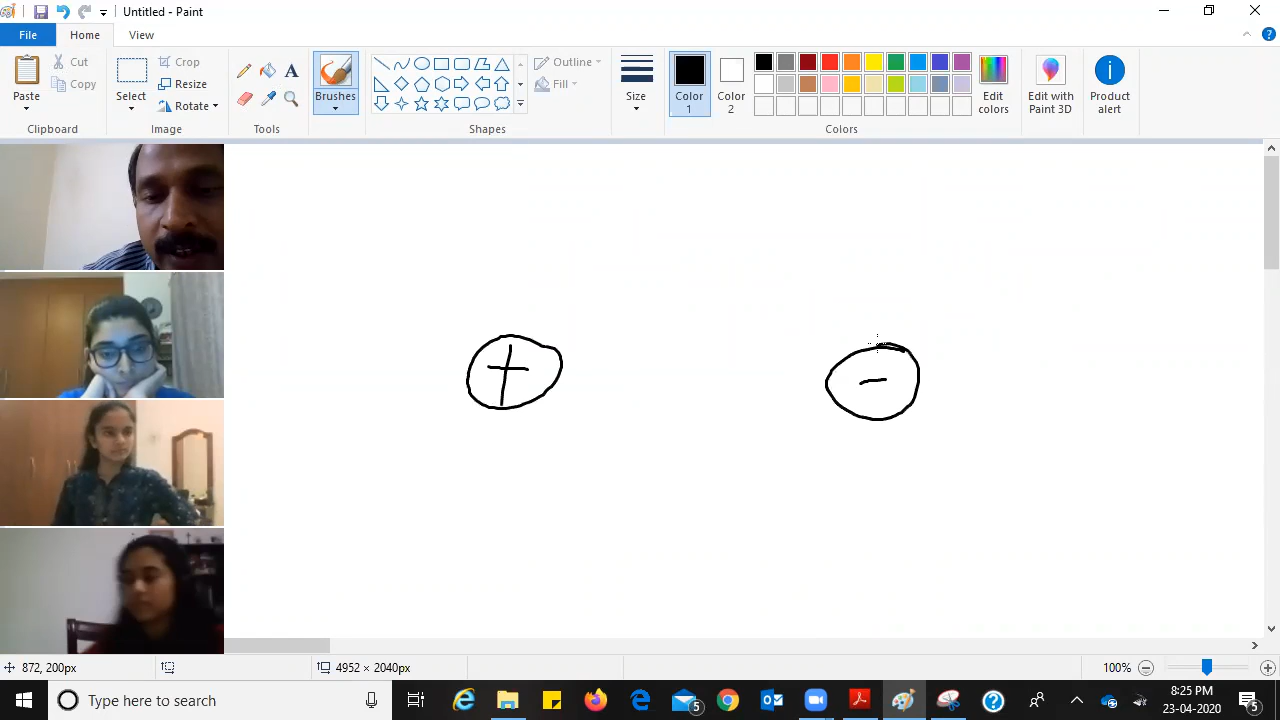 Untitled - Paint
File
Home
View
Paste
Cut
Copy
Clipboard
Select
Crop
Resize
Rotate
Image
A
Tools
Brushes
Outline
Fill
Shapes
Size
Color 1
Color 2
Edit colors
Colors
Edit with Paint 3D
Product alert
+
-
872, 200px
4952 × 2040px
100%
Type here to search
5
8:25 PM
23-04-2020
5